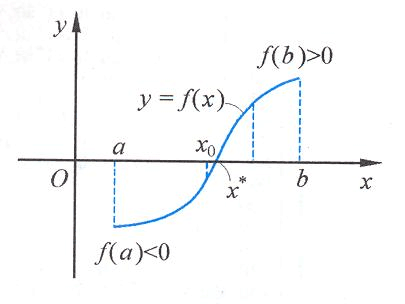 y
f(b)>0
y = f(x)
a
x₀
O
x*
b
x
f(a)<0